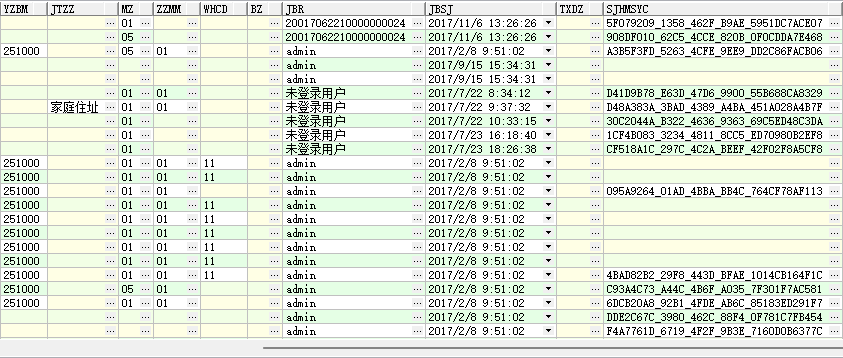 YZBM JTZZ MZ ZZMM WHCD BZ JBR JBSJ TXDZ SJHMSYC
01 20017062210000000024 2017/11/6 13:26:26 5F079209_1358_462F_B9AE_5951DC7ACE07
05 20017062210000000024 2017/11/6 13:26:26 908DF010_62C5_4CCE_820B_0F0CDDA7E468
251000 05 01 admin 2017/2/8 9:51:02 A3B5F3FD_5263_4CFE_9EE9_DD2C86FACB06
admin 2017/9/15 15:34:31
admin 2017/9/15 15:34:31
01 01 未登录用户 2017/7/22 8:34:12 D41D9B78_E63D_47D6_9900_55B688CA8329
家庭住址 01 01 未登录用户 2017/7/22 9:37:32 D48A383A_3BAD_4389_A4BA_451A028A4B7F
01 未登录用户 2017/7/22 10:33:15 30C2044A_B322_4636_9363_69C5ED48C3DA
01 未登录用户 2017/7/23 16:18:40 1CF4B083_3234_4811_8CC5_ED70980B2EF8
01 未登录用户 2017/7/23 18:26:38 CF518A1C_297C_4C2A_BEEF_42F02F8A5CF8
251000 01 01 11 admin 2017/2/8 9:51:02
251000 01 01 11 admin 2017/2/8 9:51:02
251000 01 01 admin 2017/2/8 9:51:02 095A9264_01AD_4BBA_BB4C_764CF78AF113
251000 01 01 11 admin 2017/2/8 9:51:02
251000 01 01 11 admin 2017/2/8 9:51:02
251000 01 01 11 admin 2017/2/8 9:51:02
251000 01 01 11 admin 2017/2/8 9:51:02
251000 01 01 11 admin 2017/2/8 9:51:02
251000 01 01 11 admin 2017/2/8 9:51:02 4BAD82B2_29F8_443D_BFAE_1014CB164F1C
251000 05 01 admin 2017/2/8 9:51:02 C93A4C73_A44C_4B6F_A035_7F301F7AC581
251000 01 01 admin 2017/2/8 9:51:02 6DCB20A8_92B1_4FDE_AB6C_85183ED291F7
admin 2017/2/8 9:51:02 DDE2C67C_3980_462C_88F4_0F781C7FB454
admin 2017/2/8 9:51:02 F4A7761D_6719_4F2F_9B3E_7160D0B6377C